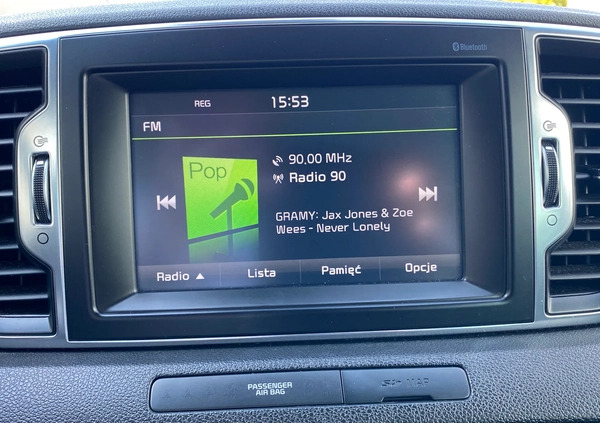 Bluetooth
REG 15:53
FM
Pop
90,00 MHz
Radio 90
GRAMY: Jax Jones & Zoe
Wees - Never Lonely
Radio ▲ Lista Pamięć Opcje
PASSENGER
AIR BAG